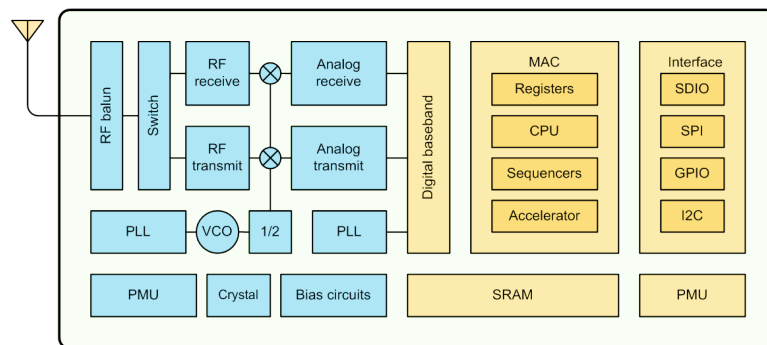 RF balun
Switch
RF
receive
Analog
receive
RF
transmit
Analog
transmit
PLL
VCO
1/2
PLL
Digital baseband
MAC
Registers
CPU
Sequencers
Accelerator
Interface
SDIO
SPI
GPIO
I2C
PMU
Crystal
Bias circuits
SRAM
PMU